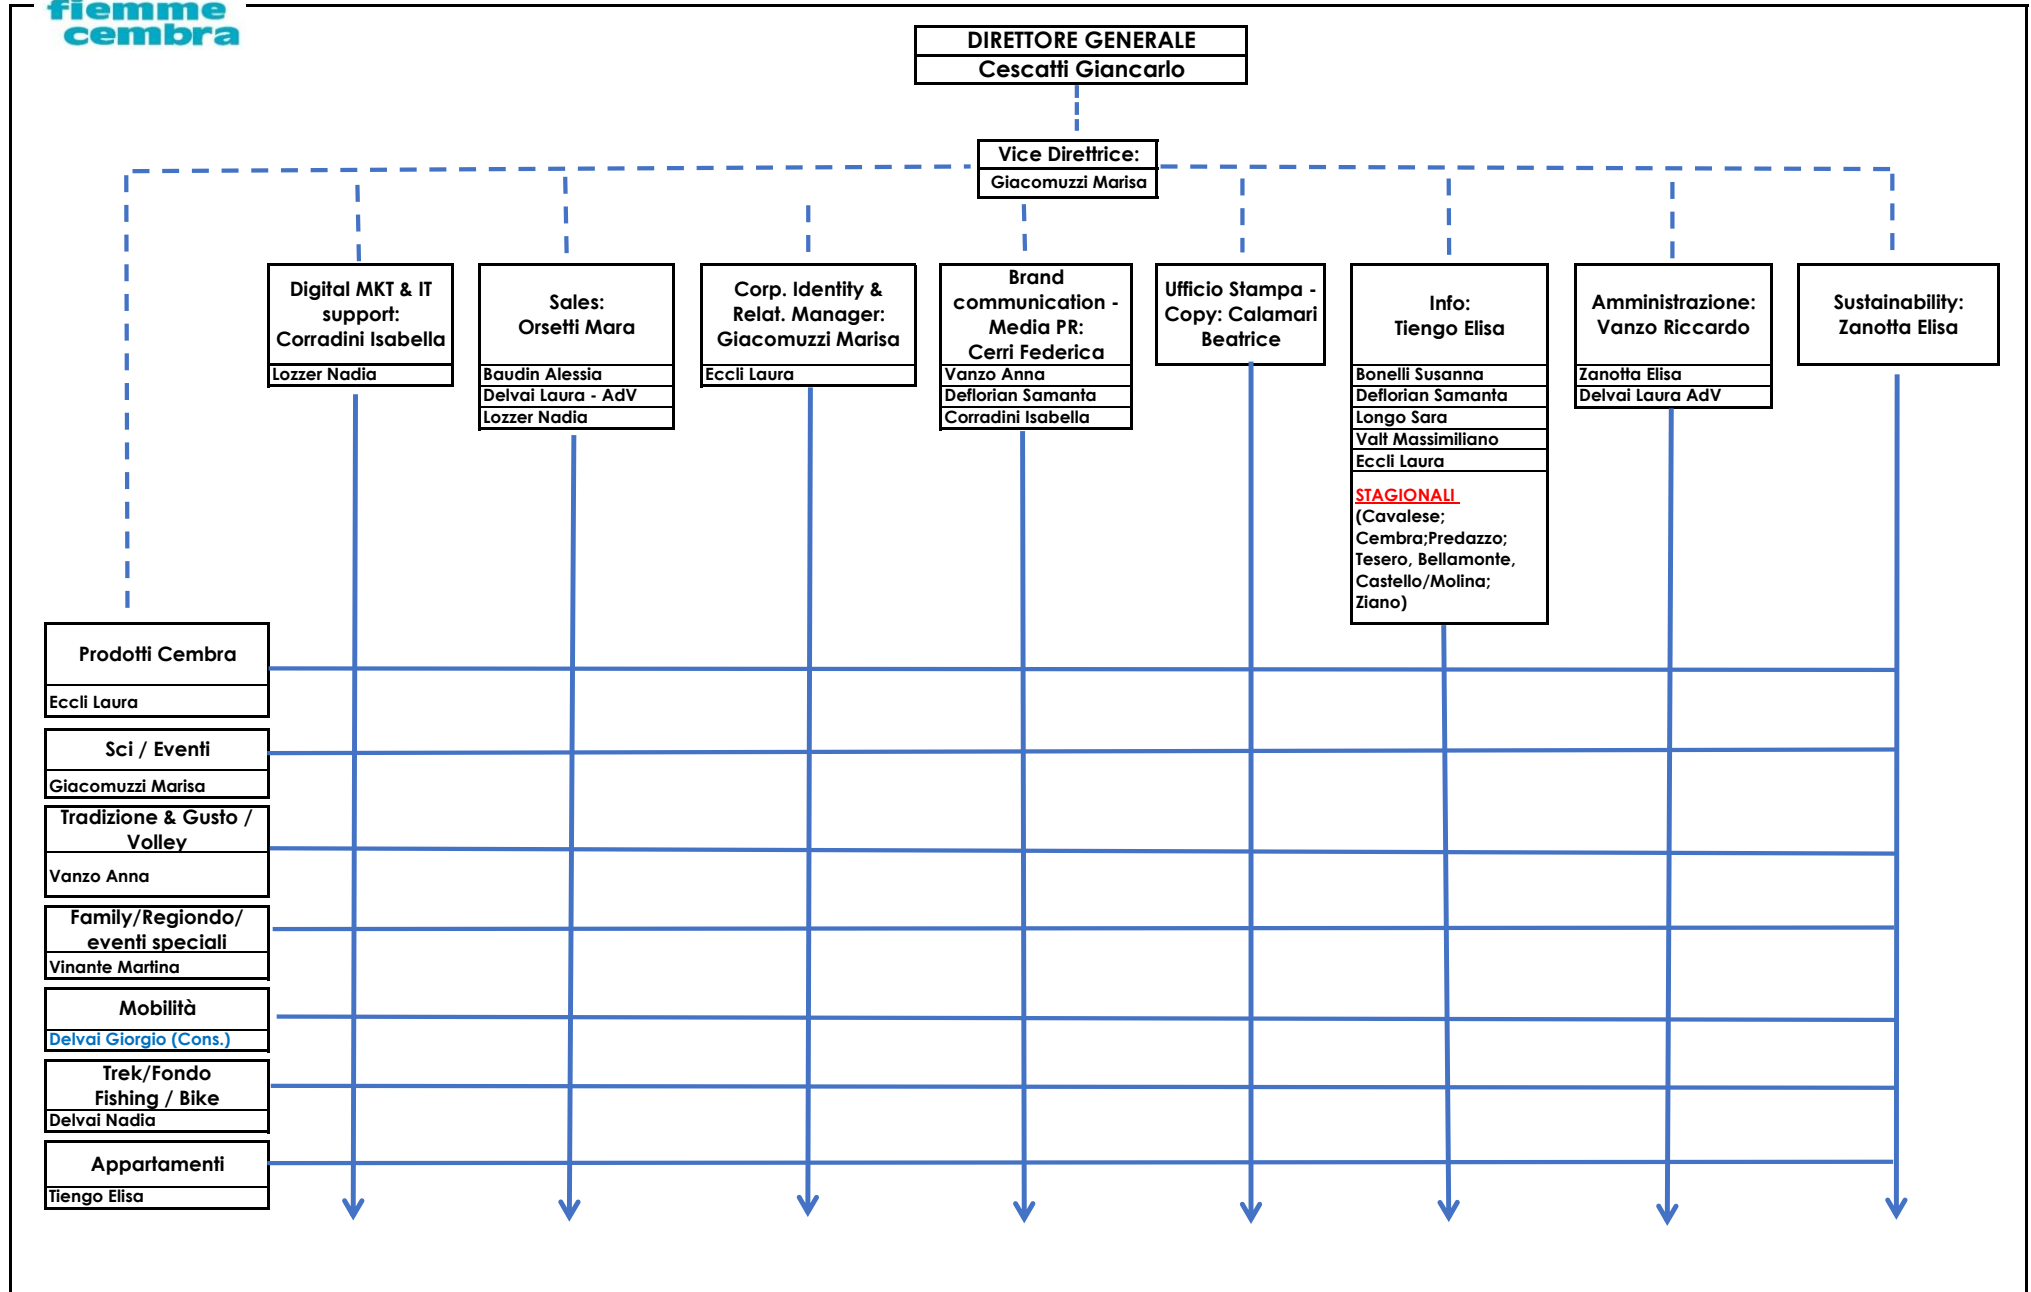 fiemme
cembra
DIRETTORE GENERALE
Cescatti Giancarlo
Vice Direttrice:
Giacomuzzi Marisa
Digital MKT & IT
support:
Corradini Isabella
Lozzer Nadia
Sales:
Orsetti Mara
Baudin Alessia
Delvai Laura - AdV
Lozzer Nadia
Corp. Identity &
Relat. Manager:
Giacomuzzi Marisa
Eccli Laura
Brand
communication -
Media PR:
Cerri Federica
Vanzo Anna
Deflorian Samanta
Corradini Isabella
Ufficio Stampa -
Copy: Calamari
Beatrice
Info:
Tiengo Elisa
Bonelli Susanna
Deflorian Samanta
Longo Sara
Valt Massimiliano
Eccli Laura
STAGIONALI
(Cavalese;
Cembra;Predazzo;
Tesero, Bellamonte,
Castello/Molina;
Ziano)
Amministrazione:
Vanzo Riccardo
Zanotta Elisa
Delvai Laura AdV
Sustainability:
Zanotta Elisa
Prodotti Cembra
Eccli Laura
Sci / Eventi
Giacomuzzi Marisa
Tradizione & Gusto /
Volley
Vanzo Anna
Family/Regiondo/
eventi speciali
Vinante Martina
Mobilità
Delvai Giorgio (Cons.)
Trek/Fondo
Fishing / Bike
Delvai Nadia
Appartamenti
Tiengo Elisa